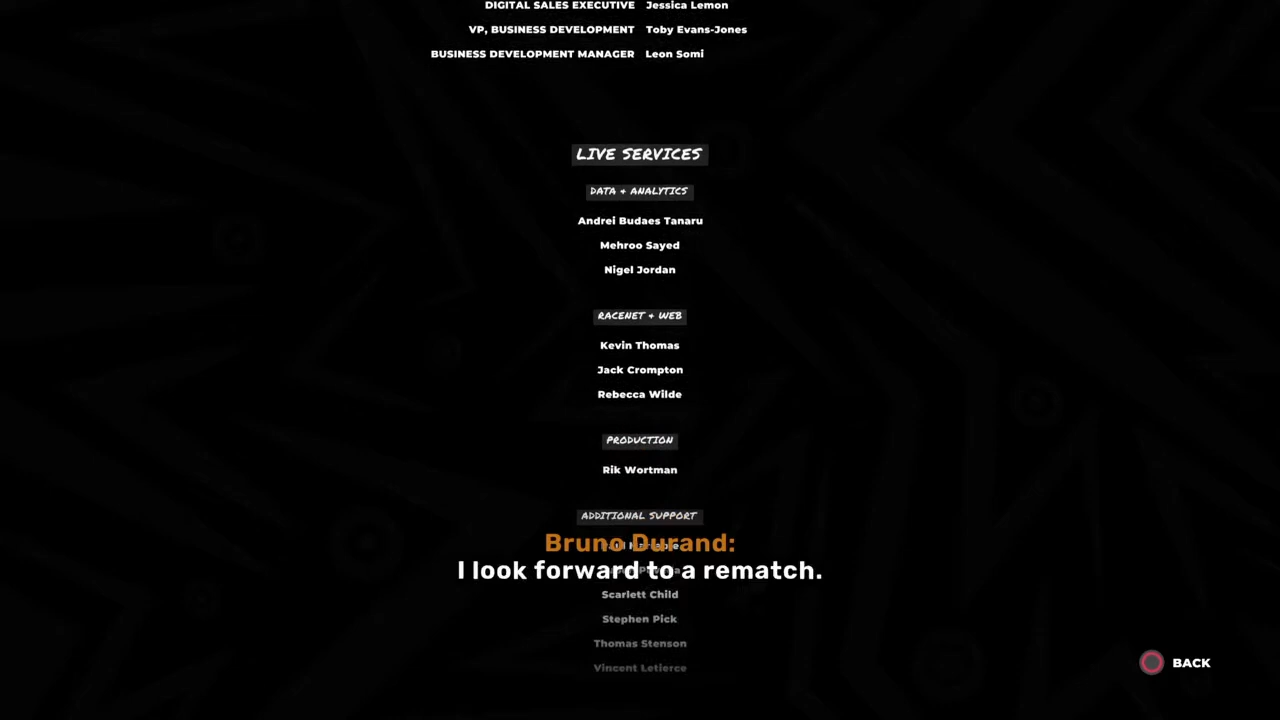 DIGITAL SALES EXECUTIVE Jessica Lemon
VP, BUSINESS DEVELOPMENT Toby Evans-Jones
BUSINESS DEVELOPMENT MANAGER Leon Somi
LIVE SERVICES
DATA + ANALYTICS
Andrei Budaes Tanaru
Mehroo Sayed
Nigel Jordan
RACENET + WEB
Kevin Thomas
Jack Crompton
Rebecca Wilde
PRODUCTION
Rik Wortman
ADDITIONAL SUPPORT
Bruno Durand:
I look forward to a rematch.
Scarlett Child
Stephen Pick
Thomas Stenson
Vincent Letierce
BACK